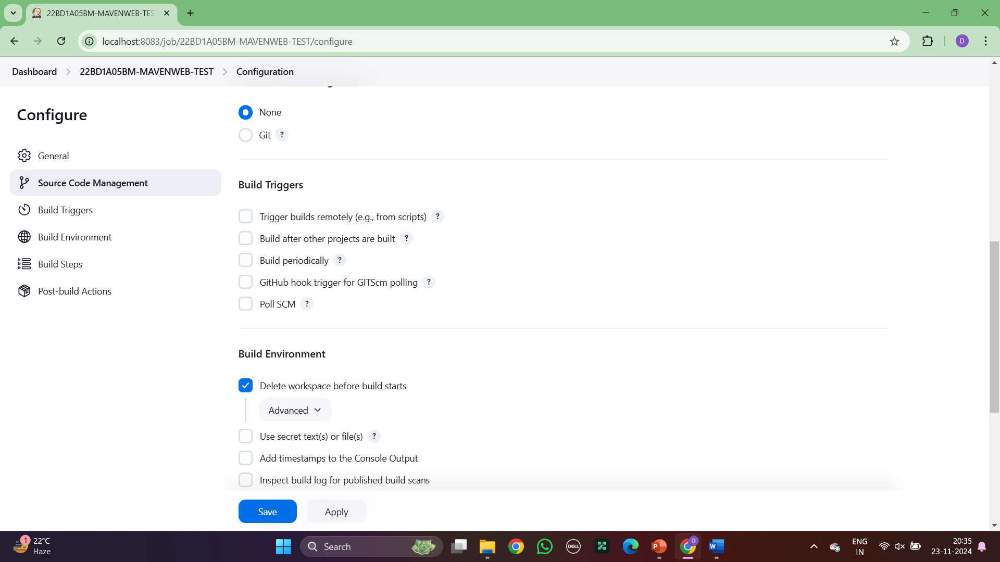 22BD1A05BM-MAVENWEB-TES
localhost:8083/job/22BD1A05BM-MAVENWEB-TEST/configure
D
Dashboard
22BD1A05BM-MAVENWEB-TEST
Configuration
Configure
General
Source Code Management
Build Triggers
Build Environment
Build Steps
Post-build Actions
None
Git ?
Build Triggers
Trigger builds remotely (e.g., from scripts) ?
Build after other projects are built ?
Build periodically ?
GitHub hook trigger for GITScm polling ?
Poll SCM ?
Build Environment
Delete workspace before build starts
Advanced
Use secret text(s) or file(s) ?
Add timestamps to the Console Output
Inspect build log for published build scans
Save
Apply
1
22°C
Haze
Search
DELL
P
D
W
ENG
IN
20:35
23-11-2024